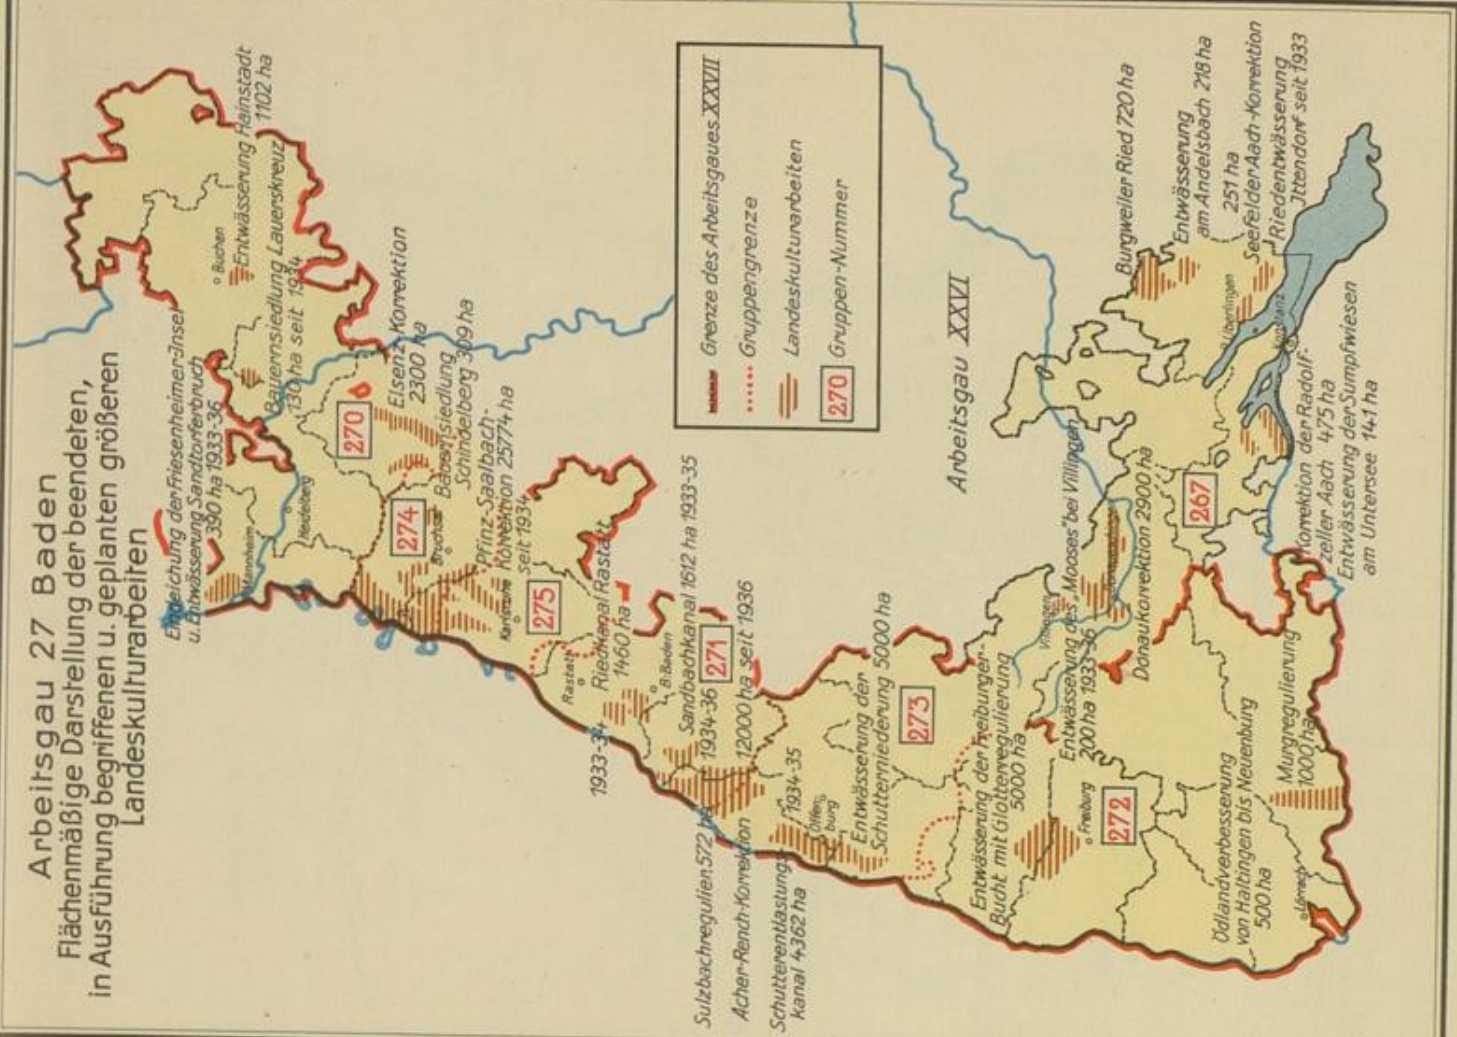 Arbeitsgau 27 Baden
Flächenmäßige Darstellung der beendeten,
in Ausführung begriffenen u. geplanten größeren
Landeskulturarbeiten
Eindeichung der Friesenheimer-Insel
u. Entwässerung Sandtorferbruch
390 ha 1933-36
Mannheim
Heidelberg
Buchen
Entwässerung Hainstadt
1102 ha
Bauernsiedlung Lauerskreuz
130 ha seit 1934
270
Elsenz-Korrektion
2300 ha
274
Bruchsal
Bauernsiedlung
Schindelberg 309 ha
Pfinz-Saalbach-
Korrektion 25774 ha
seit 1934
Karlsruhe
275
Rastatt
Riedkanal Rastatt
1460 ha
1933-34
B. Baden
Sandbachkanal 1612 ha 1933-35
Sulzbachregulier. 572 ha
1934-36
271
Acher-Rench-Korrektion 12000 ha seit 1936
Schutterentlastungs-
kanal 4362 ha
1934-35
Offen-
burg
Entwässerung der
Schutterniederung 5000 ha
273
Entwässerung der Freiburger-
Bucht mit Glotterregulierung
5000 ha
Freiburg
272
Villingen
Entwässerung des „Mooses" bei Villingen
200 ha 1933-36
Donaueschingen
Donaukorrektion 2900 ha
267
Ödlandverbesserung
von Haltingen bis Neuenburg
500 ha
Lörrach
Murgregulierung
1000 ha
Korrektion der Radolf-
zeller Aach 475 ha
Entwässerung der Sumpfwiesen
am Untersee 141 ha
Überlingen
Konstanz
Burgweiler Ried 720 ha
Entwässerung
am Andelsbach 218 ha
251 ha
Seefelder Aach-Korrektion
Riedentwässerung
Ittendorf seit 1933
Arbeitsgau XXVI
Grenze des Arbeitsgaues XXVII
Gruppengrenze
Landeskulturarbeiten
270 Gruppen-Nummer